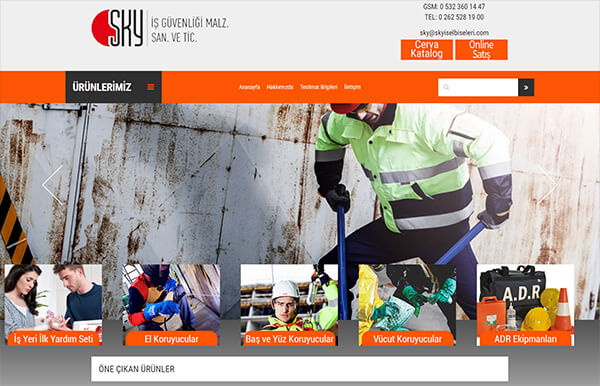 SKY
İŞ GÜVENLİĞİ MALZ.
SAN. VE TİC.
GSM: 0 532 360 14 47
TEL: 0 262 528 19 00
sky@skyiselbiseleri.com
Cerva
Katalog
Online
Satış
ÜRÜNLERİMİZ
Anasayfa Hakkımızda Teslimat Bilgileri İletişim
»
A.D.R
İş Yeri İlk Yardım Seti
El Koruyucular
Baş ve Yüz Korucular
Vücut Korucular
ADR Ekipmanları
ÖNE ÇIKAN ÜRÜNLER